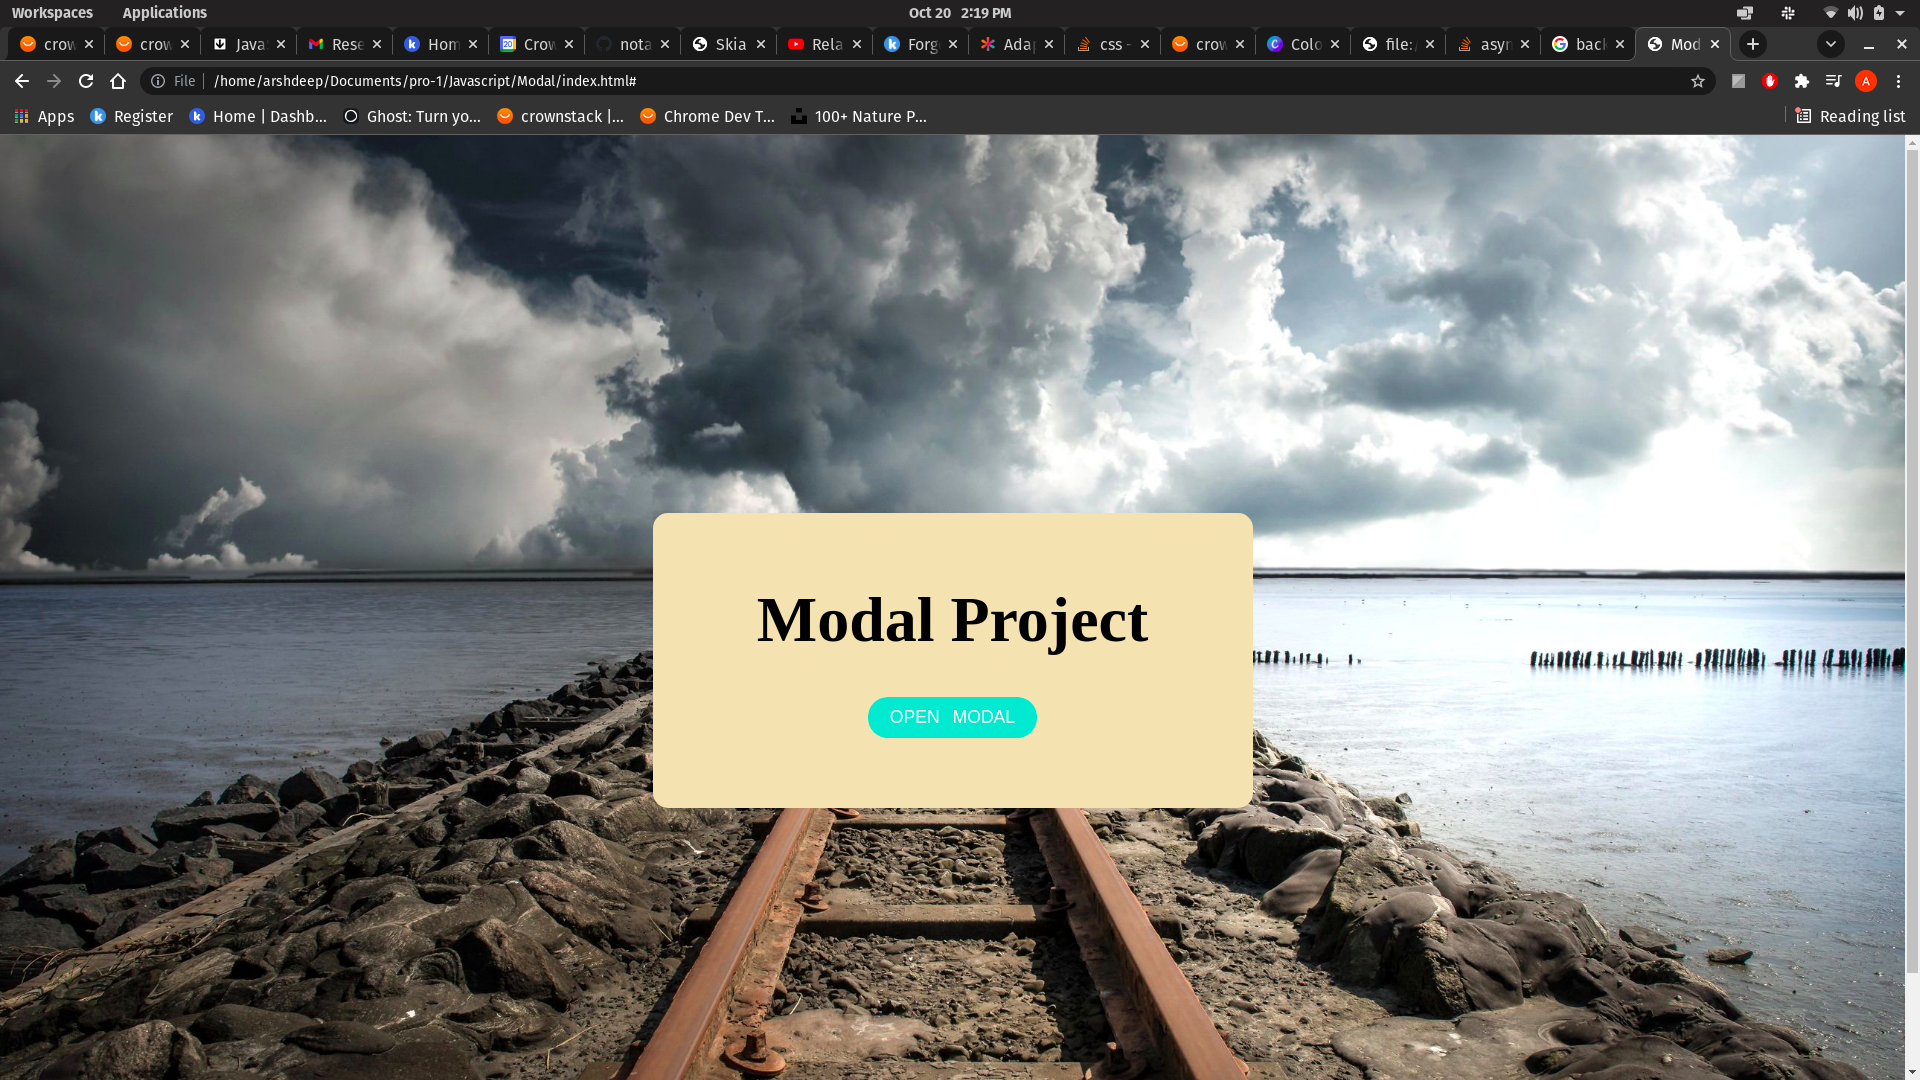 Workspaces Applications Oct 20 2:19 PM
crow crow Java Rese Hom Crow nota Skia Rela Forg Ada css - crow Colo file: asyn back Mod
File /home/arshdeep/Documents/pro-1/Javascript/Modal/index.html# A
Apps Register Home | Dashb... Ghost: Turn yo... crownstack |... Chrome Dev T... 100+ Nature P... Reading list
Modal Project
OPEN MODAL